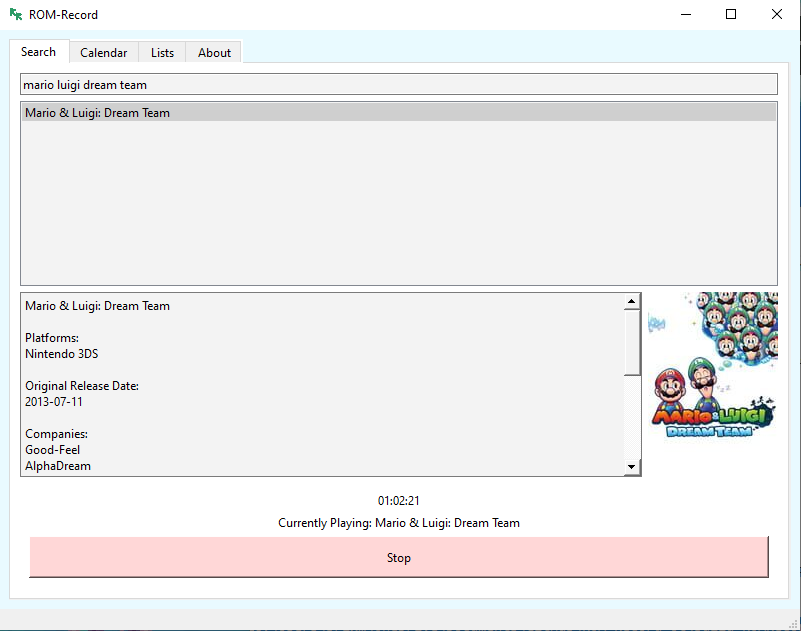 ROM-Record
Search Calendar Lists About
mario luigi dream team
Mario & Luigi: Dream Team
Mario & Luigi: Dream Team
Platforms:
Nintendo 3DS
Original Release Date:
2013-07-11
Companies:
Good-Feel
AlphaDream
MARIO & LUIGI
DREAM TEAM
01:02:21
Currently Playing: Mario & Luigi: Dream Team
Stop